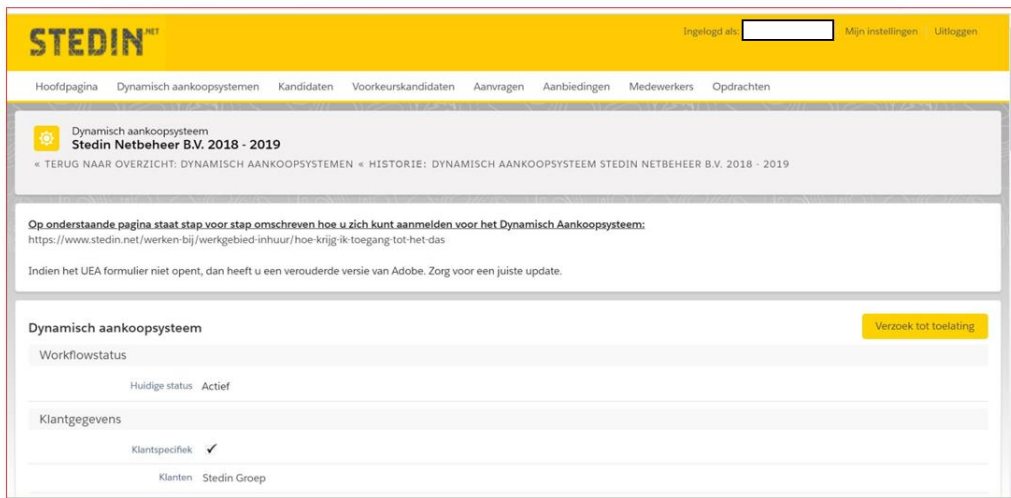 STEDIN.NET
Ingelogd als: Mijn instellingen Uitloggen
Hoofdpagina Dynamisch aankoopsystemen Kandidaten Voorkeurskandidaten Aanvragen Aanbiedingen Medewerkers Opdrachten
Dynamisch aankoopsysteem
Stedin Netbeheer B.V. 2018 - 2019
« TERUG NAAR OVERZICHT: DYNAMISCH AANKOOPSYSTEMEN « HISTORIE: DYNAMISCH AANKOOPSYSTEEM STEDIN NETBEHEER B.V. 2018 - 2019
Op onderstaande pagina staat stap voor stap omschreven hoe u zich kunt aanmelden voor het Dynamisch Aankoopsysteem:
https://www.stedin.net/werken-bij/werkgebied-inhuur/hoe-krijg-ik-toegang-tot-het-das
Indien het UEA formulier niet opent, dan heeft u een verouderde versie van Adobe. Zorg voor een juiste update.
Dynamisch aankoopsysteem
Verzoek tot toelating
Workflowstatus
Huidige status Actief
Klantgegevens
Klantspecifiek ✓
Klanten Stedin Groep